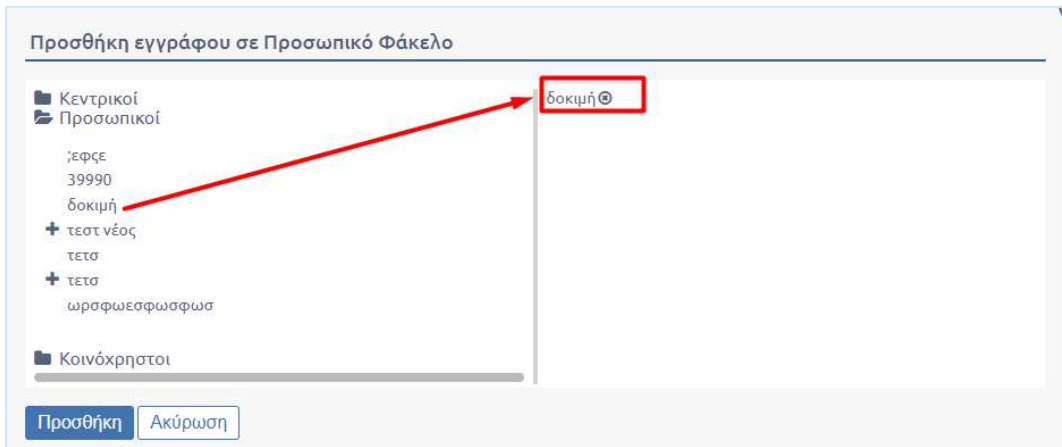 Προσθήκη εγγράφου σε Προσωπικό Φάκελο
Κεντρικοί
Προσωπικοί
;εφςε
39990
δοκιμή
τεστ νέος
τετσ
τετσ
ωρσφωεσφωσφωσ
Κοινόχρηστοι
δοκιμή
Προσθήκη Ακύρωση